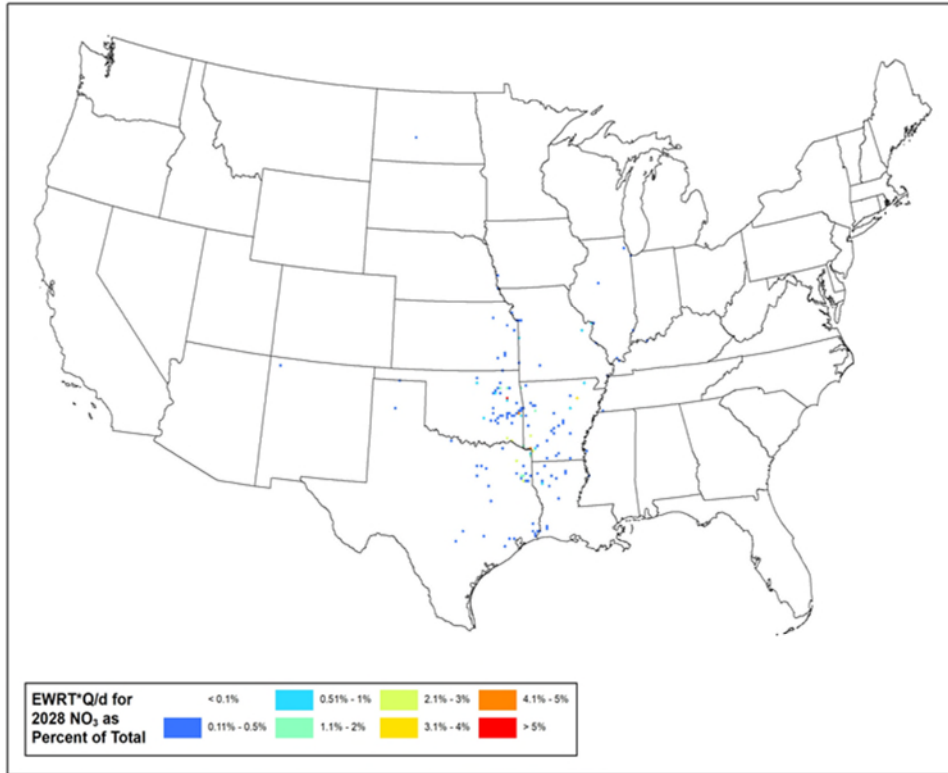 EWRT*Q/d for
2028 NO₃ as
Percent of Total
< 0.1%
0.51% - 1%
2.1% - 3%
4.1% - 5%
0.11% - 0.5%
1.1% - 2%
3.1% - 4%
> 5%